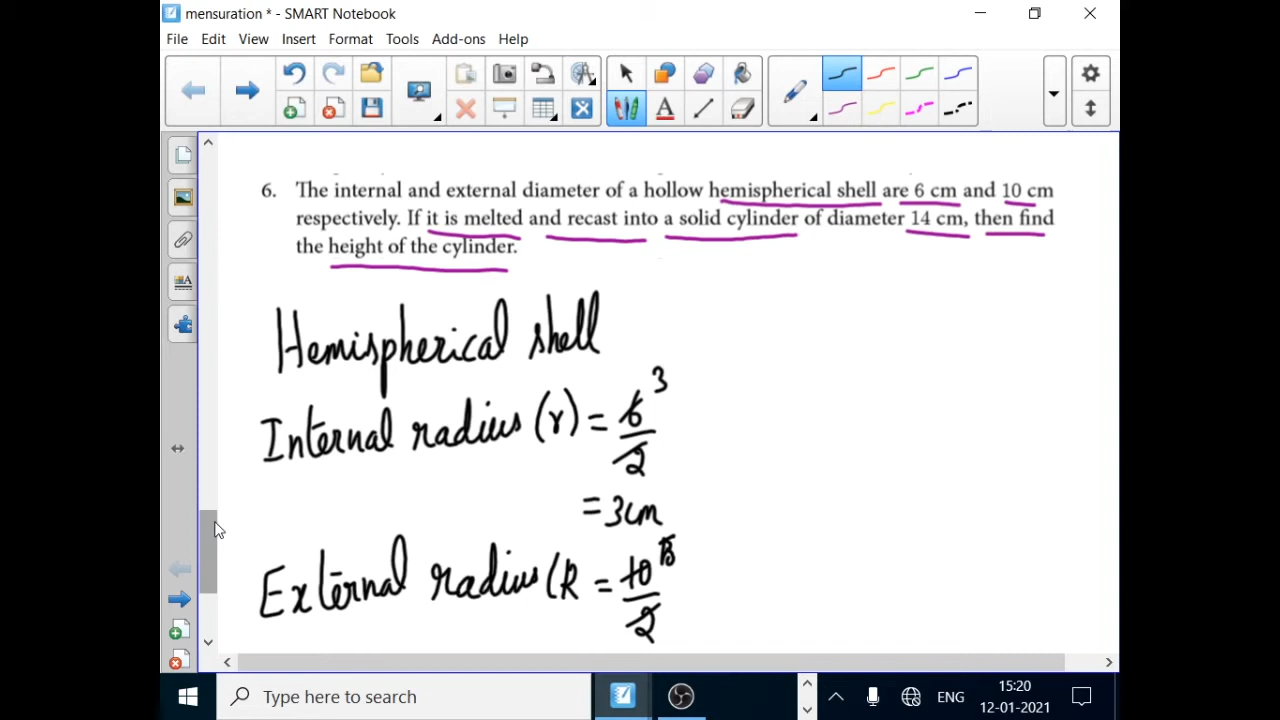 mensuration * - SMART Notebook
File Edit View Insert Format Tools Add-ons Help
6. The internal and external diameter of a hollow hemispherical shell are 6 cm and 10 cm
respectively. If it is melted and recast into a solid cylinder of diameter 14 cm, then find
the height of the cylinder.
Hemispherical shell
Internal radius (r) = 6/2 3
= 3cm
External radius (R = 10/2
Type here to search
ENG
15:20
12-01-2021